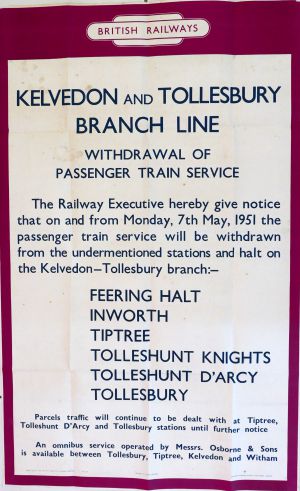 BRITISH RAILWAYS
KELVEDON AND TOLLESBURY
BRANCH LINE
WITHDRAWAL OF
PASSENGER TRAIN SERVICE
The Railway Executive hereby give notice
that on and from Monday, 7th May, 1951 the
passenger train service will be withdrawn
from the undermentioned stations and halt on
the Kelvedon—Tollesbury branch:—
FEERING HALT
INWORTH
TIPTREE
TOLLESHUNT KNIGHTS
TOLLESHUNT D'ARCY
TOLLESBURY
Parcels traffic will continue to be dealt with at Tiptree,
Tolleshunt D'Arcy and Tollesbury stations until further notice
An omnibus service operated by Messrs. Osborne & Sons
is available between Tollesbury, Tiptree, Kelvedon and Witham